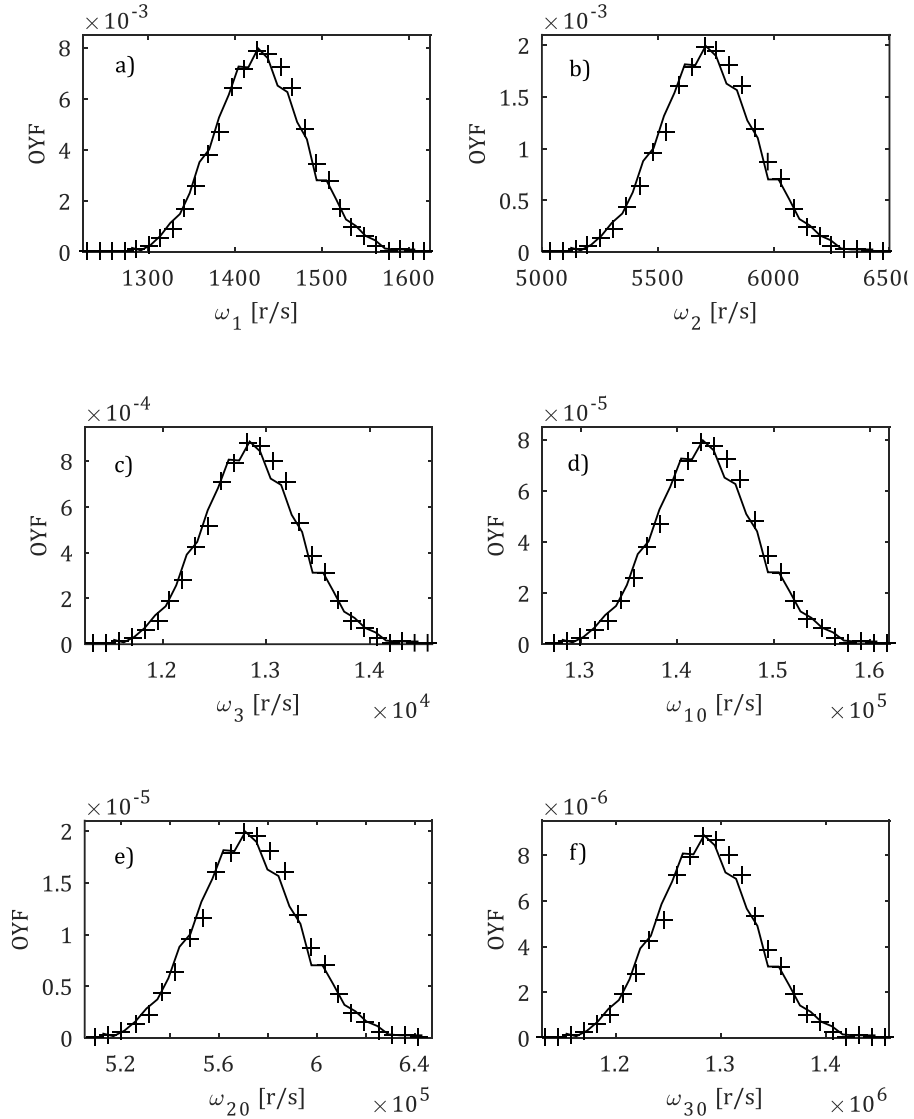 ×10-3
a)
8
6
4
2
0
OYF
1300 1400 1500 1600
ω1 [r/s]
×10-3
b)
2
1.5
1
0.5
0
OYF
5000 5500 6000 6500
ω2 [r/s]
×10-4
c)
8
6
4
2
0
OYF
1.2 1.3 1.4
ω3 [r/s] ×104
×10-5
d)
8
6
4
2
0
OYF
1.3 1.4 1.5 1.6
ω10 [r/s] ×105
×10-5
e)
2
1.5
1
0.5
0
OYF
5.2 5.6 6 6.4
ω20 [r/s] ×105
×10-6
f)
8
6
4
2
0
OYF
1.2 1.3 1.4
ω30 [r/s] ×106